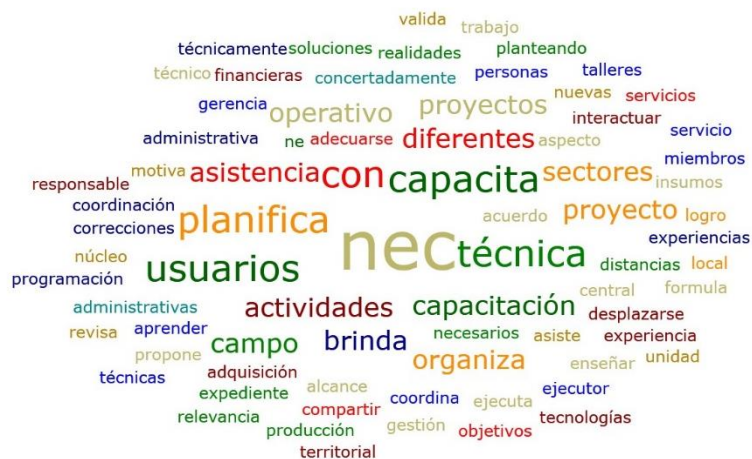 valida trabajo
técnicamente soluciones realidades planteando
técnico financieras concertadamente personas talleres
gerencia operativo proyectos nuevas servicios
interactuar
administrativa ne adecuarse diferentes aspecto servicio
responsable motiva asistencia con capacita sectores miembros
insumos
coordinación planifica acuerdo proyecto logro
correcciones nec experiencias
núcleo usuarios técnica distancias local
programación central formula
administrativas actividades capacitación desplazarse
revisa aprender campo brinda necesarios asiste experiencia
propone organiza enseñar unidad
técnicas adquisición
expediente alcance coordina ejecuta ejecutor
relevancia compartir gestión objetivos tecnologías
producción
territorial